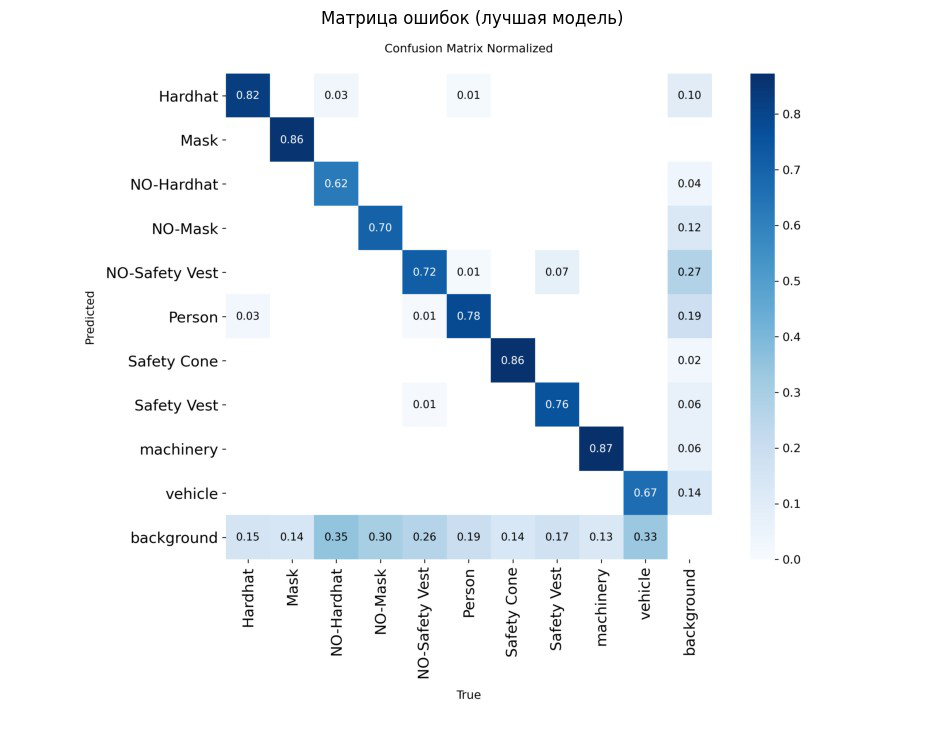 Матрица ошибок (лучшая модель)
Confusion Matrix Normalized
Hardhat 0.82 0.03 0.01 0.10
Mask 0.86
NO-Hardhat 0.62 0.04
NO-Mask 0.70 0.12
NO-Safety Vest 0.72 0.01 0.07 0.27
Person 0.03 0.01 0.78 0.19
Safety Cone 0.86 0.02
Safety Vest 0.01 0.76 0.06
machinery 0.87 0.06
vehicle 0.67 0.14
background 0.15 0.14 0.35 0.30 0.26 0.19 0.14 0.17 0.13 0.33
Predicted
Hardhat
Mask
NO-Hardhat
NO-Mask
NO-Safety Vest
Person
Safety Cone
Safety Vest
machinery
vehicle
background
True
0.8
0.7
0.6
0.5
0.4
0.3
0.2
0.1
0.0